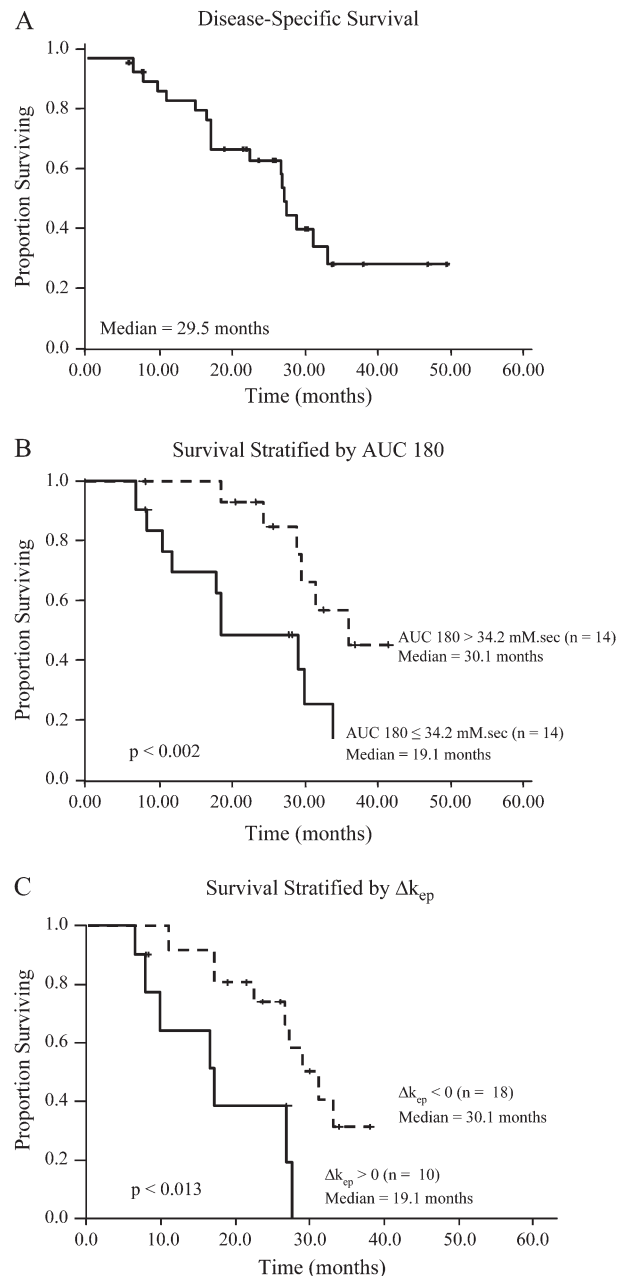 A
Disease-Specific Survival
1.0
0.8
0.6
0.4
0.2
0.0
Proportion Surviving
Median = 29.5 months
0.00 10.00 20.00 30.00 40.00 50.00 60.00
Time (months)
B
Survival Stratified by AUC 180
1.0
0.8
0.6
0.4
0.2
0.0
Proportion Surviving
AUC 180 > 34.2 mM.sec (n = 14)
Median = 30.1 months
AUC 180 ≤ 34.2 mM.sec (n = 14)
Median = 19.1 months
p < 0.002
0.00 10.00 20.00 30.00 40.00 50.00 60.00
Time (months)
C
Survival Stratified by Δkep
1.0
0.8
0.6
0.4
0.2
0.0
Proportion Surviving
Δkep < 0 (n = 18)
Median = 30.1 months
Δkep > 0 (n = 10)
Median = 19.1 months
p < 0.013
0.0 10.0 20.0 30.0 40.0 50.0 60.0
Time (months)